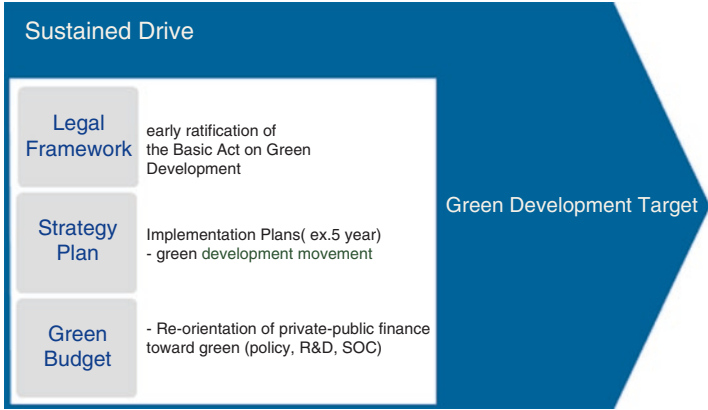 Sustained Drive
Legal
Framework
early ratification of
the Basic Act on Green
Development
Strategy
Plan
Implementation Plans( ex.5 year)
- green development movement
Green
Budget
- Re-orientation of private-public finance
toward green (policy, R&D, SOC)
Green Development Target